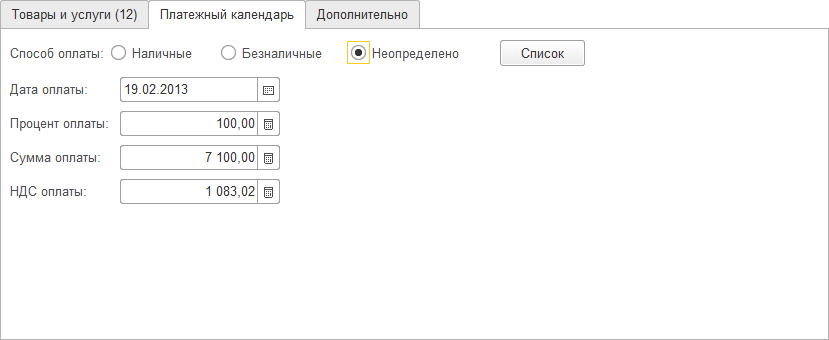 Товары и услуги (12) Платежный календарь Дополнительно
Способ оплаты: Наличные Безналичные Неопределено Список
Дата оплаты: 19.02.2013
Процент оплаты: 100,00
Сумма оплаты: 7 100,00
НДС оплаты: 1 083,02